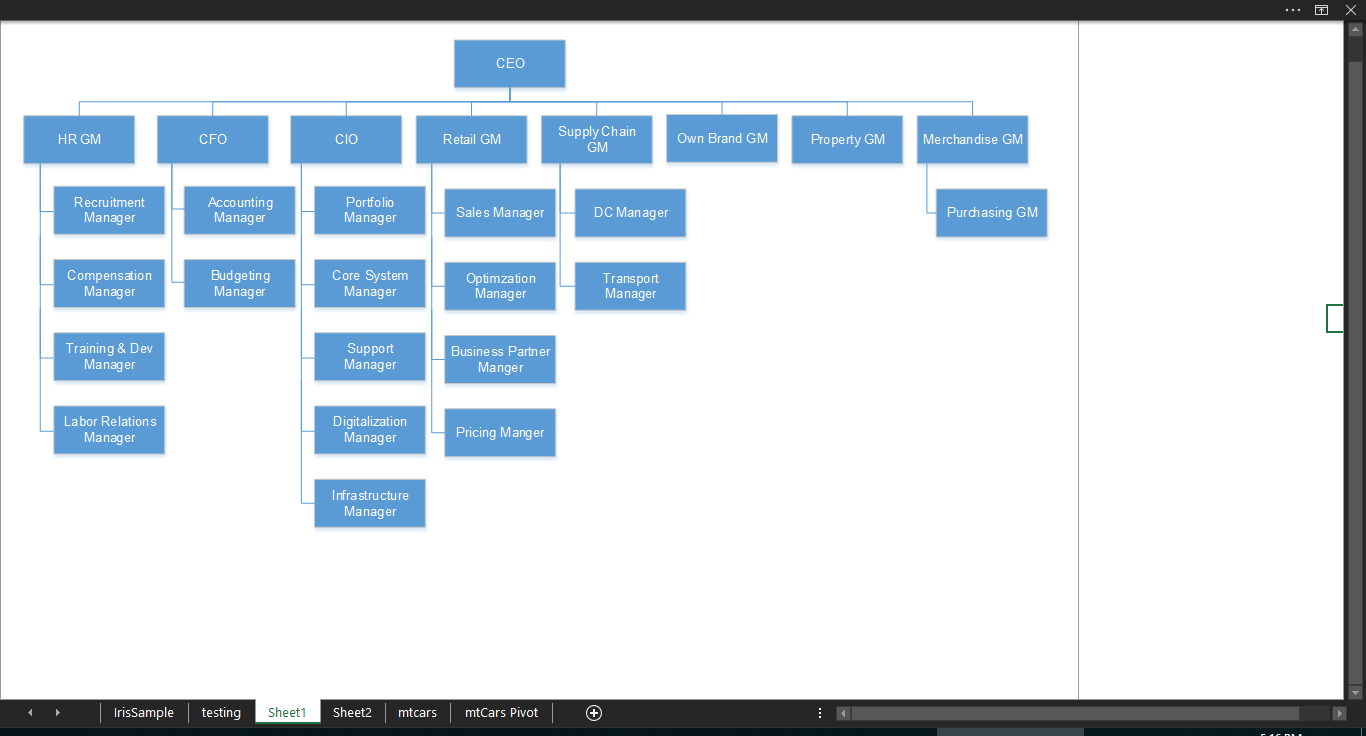 CEO
HR GM
CFO
CIO
Retail GM
Supply Chain
GM
Own Brand GM
Property GM
Merchandise GM
Recruitment
Manager
Accounting
Manager
Portfolio
Manager
Sales Manager
DC Manager
Purchasing GM
Compensation
Manager
Budgeting
Manager
Core System
Manager
Optimzation
Manager
Transport
Manager
Training & Dev
Manager
Support
Manager
Business Partner
Manger
Labor Relations
Manager
Digitalization
Manager
Pricing Manger
Infrastructure
Manager
IrisSample
testing
Sheet1
Sheet2
mtcars
mtCars Pivot